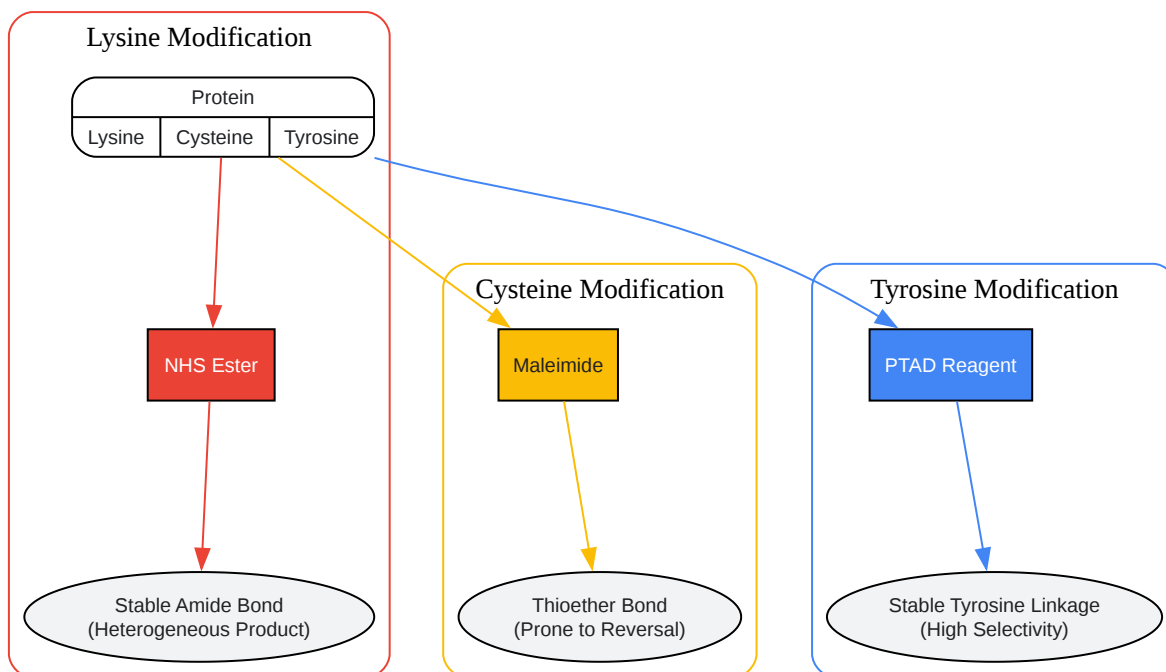 Lysine Modification
Protein
Lysine
Cysteine
Tyrosine
Cysteine Modification
Tyrosine Modification
NHS Ester
Maleimide
PTAD Reagent
Stable Amide Bond
(Heterogeneous Product)
Thioether Bond
(Prone to Reversal)
Stable Tyrosine Linkage
(High Selectivity)